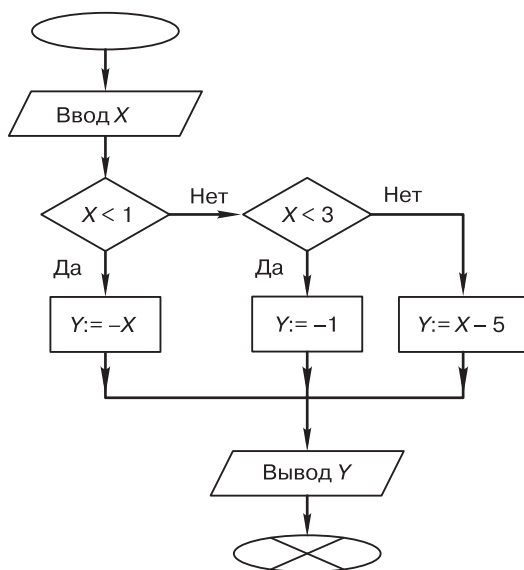 Ввод X
X < 1
Нет
X < 3
Нет
Да
Да
Y:= –X
Y:= –1
Y:= X – 5
Вывод Y